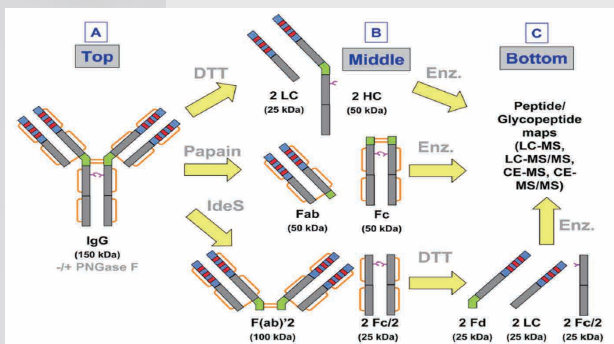 A
Top
IgG
(150 kDa)
-/+ PNGase F
DTT
Papain
IdeS
B
Middle
2 LC
(25 kDa)
2 HC
(50 kDa)
Fab
(50 kDa)
Fc
(50 kDa)
F(ab)'2
(100 kDa)
2 Fc/2
(25 kDa)
Enz.
Enz.
DTT
C
Bottom
Peptide/
Glycopeptide
maps
(LC-MS,
LC-MS/MS,
CE-MS, CE-
MS/MS)
Enz.
2 Fd
(25 kDa)
2 LC
(25 kDa)
2 Fc/2
(25 kDa)